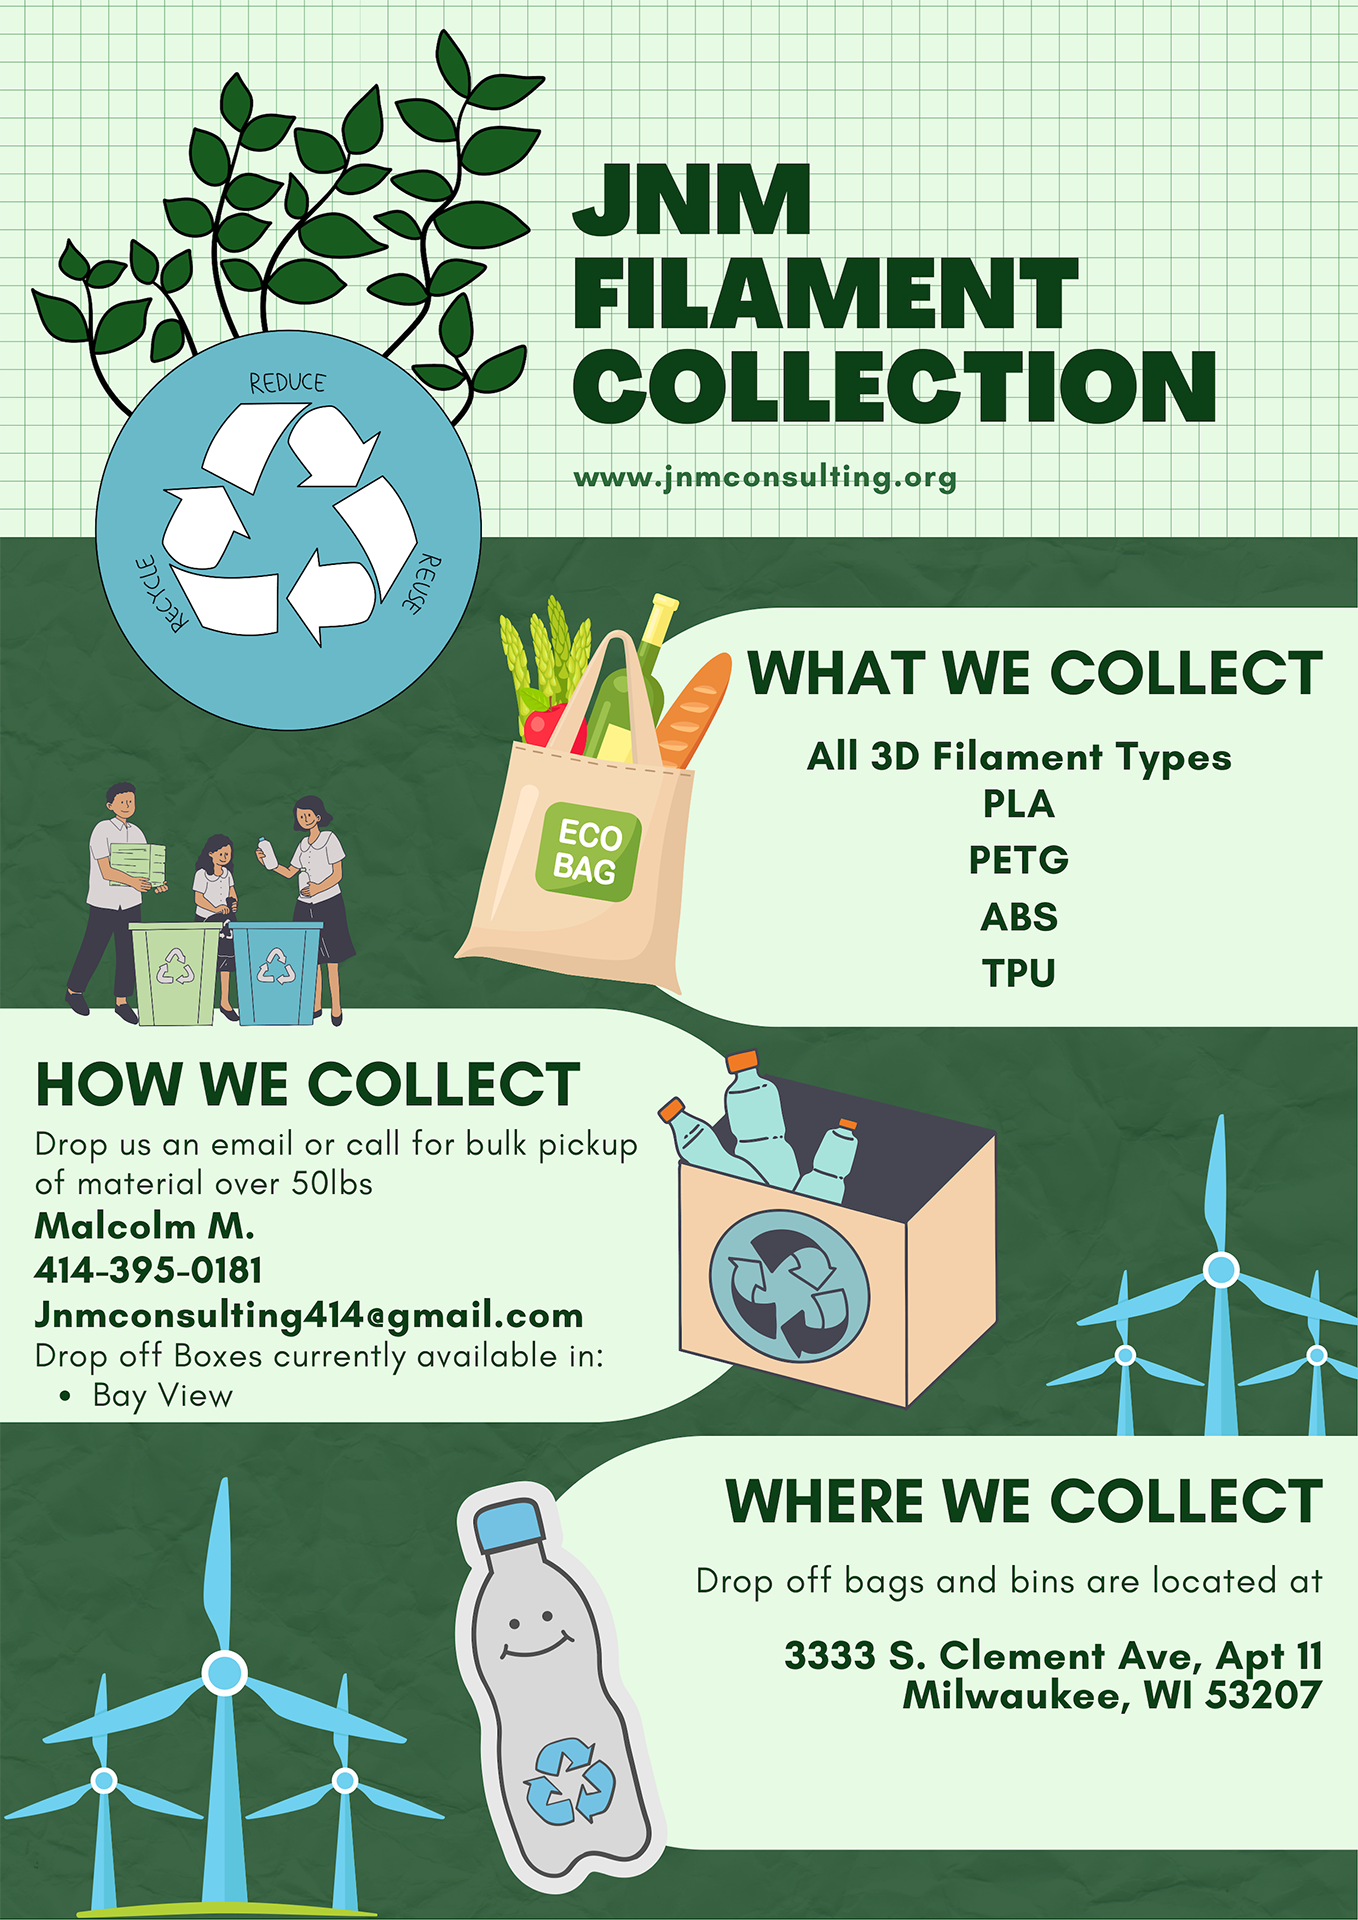 JNM
FILAMENT
COLLECTION
www.jnmconsulting.org
REDUCE
REUSE
RECYCLE
WHAT WE COLLECT
All 3D Filament Types
PLA
PETG
ABS
TPU
ECO
BAG
HOW WE COLLECT
Drop us an email or call for bulk pickup
of material over 50lbs
Malcolm M.
414-395-0181
Jnmconsulting414@gmail.com
Drop off Boxes currently available in:
• Bay View
WHERE WE COLLECT
Drop off bags and bins are located at
3333 S. Clement Ave, Apt 11
Milwaukee, WI 53207